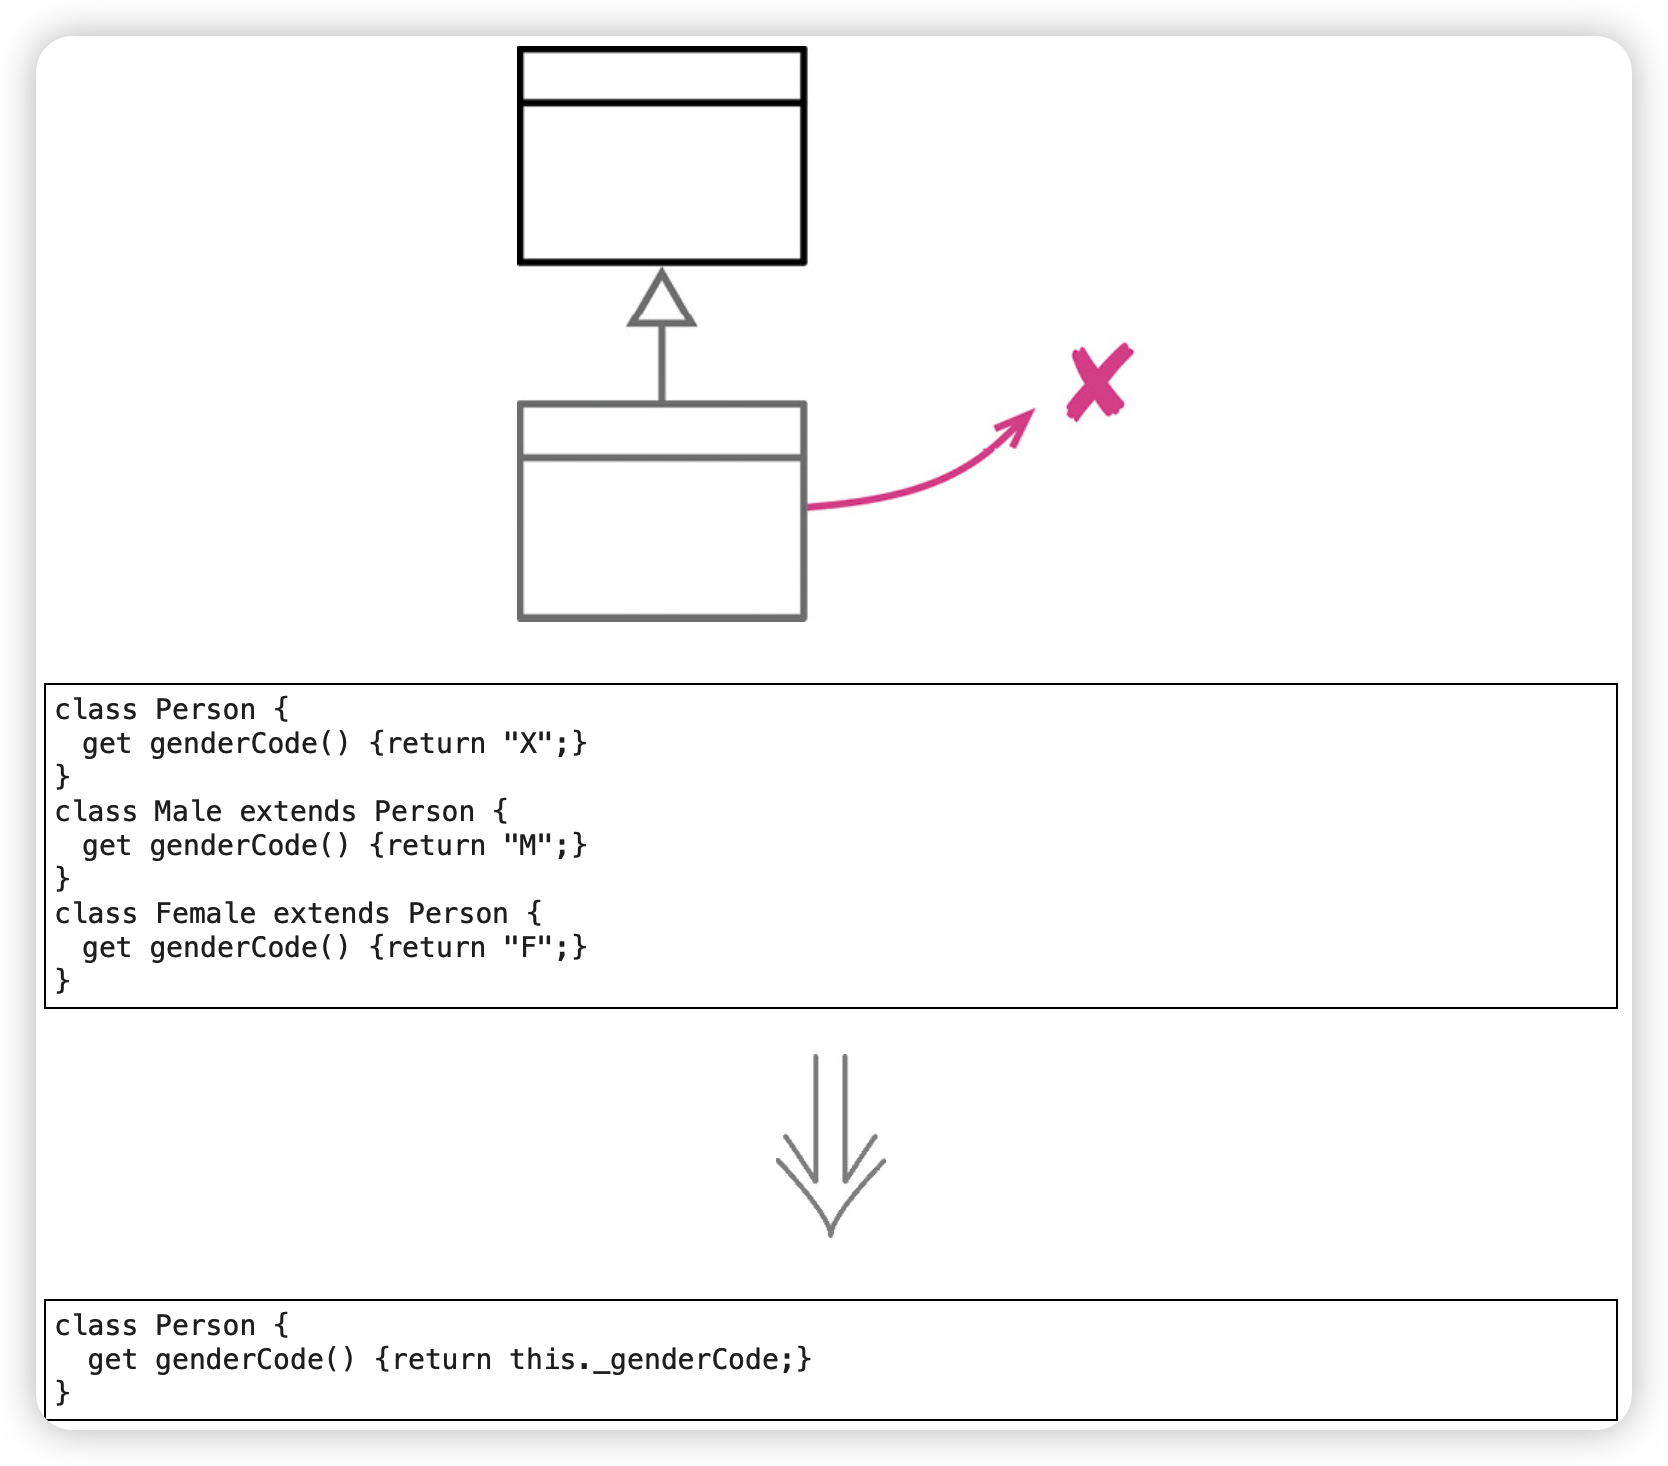 class Person {
get genderCode() {return "X";}
}
class Male extends Person {
get genderCode() {return "M";}
}
class Female extends Person {
get genderCode() {return "F";}
}
class Person {
get genderCode() {return this._genderCode;}
}